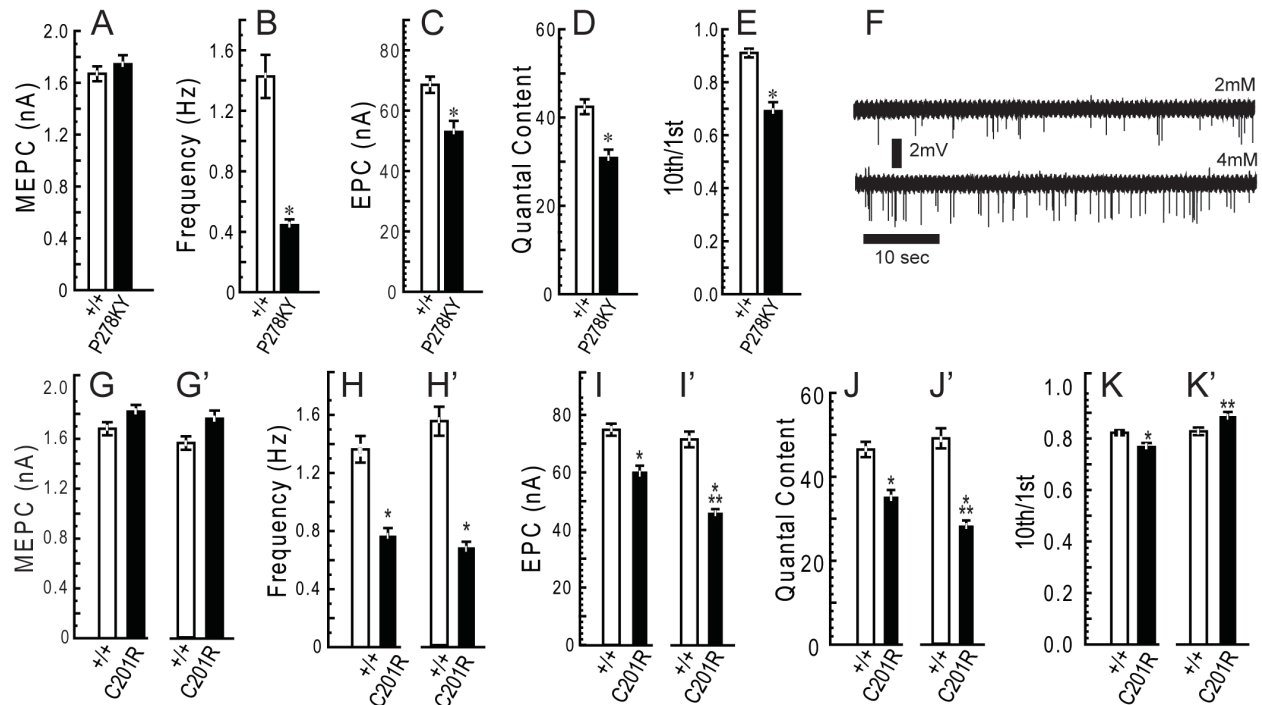 A
MEPC (nA)
2.0
1.6
1.2
0.8
0.4
0
+/+
P278KY
B
Frequency (Hz)
1.6
1.2
0.8
0.4
0
*
+/+
P278KY
C
EPC (nA)
80
60
40
20
0
*
+/+
P278KY
D
Quantal Content
60
40
20
0
*
+/+
P278KY
E
10th/1st
1.0
0.8
0.6
0.4
0.2
0.0
*
+/+
P278KY
F
2mM
2mV
4mM
10 sec
G
G’
MEPC (nA)
2.0
1.6
1.2
0.8
0.4
0
+/+
C201R
+/+
C201R
H
H’
Frequency (Hz)
1.6
1.2
0.8
0.4
0
*
*
+/+
C201R
+/+
C201R
I
I’
EPC (nA)
80
60
40
20
0
*
*
**
+/+
C201R
+/+
C201R
J
J’
Quantal Content
60
40
20
0
*
*
**
+/+
C201R
+/+
C201R
K
K’
10th/1st
1.0
0.8
0.6
0.4
0.2
0.0
*
**
+/+
C201R
+/+
C201R